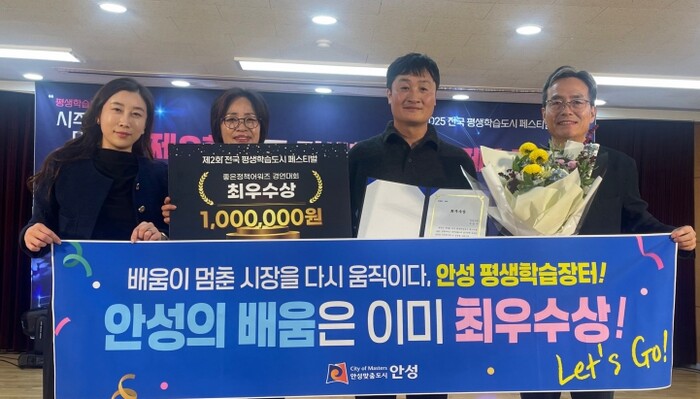 평생학습
2025 전국 평생학습도시 페스티벌
제2회 전국 평생학습도시 페스티벌
좋은정책어워즈 경연대회
최우수상
1,000,000원
배움이 멈춘 시장을 다시 움직이다, 안성 평생학습장터!
안성의 배움은 이미 최우수상!
Let's Go!
City of Masters
안성맞춤도시 안성